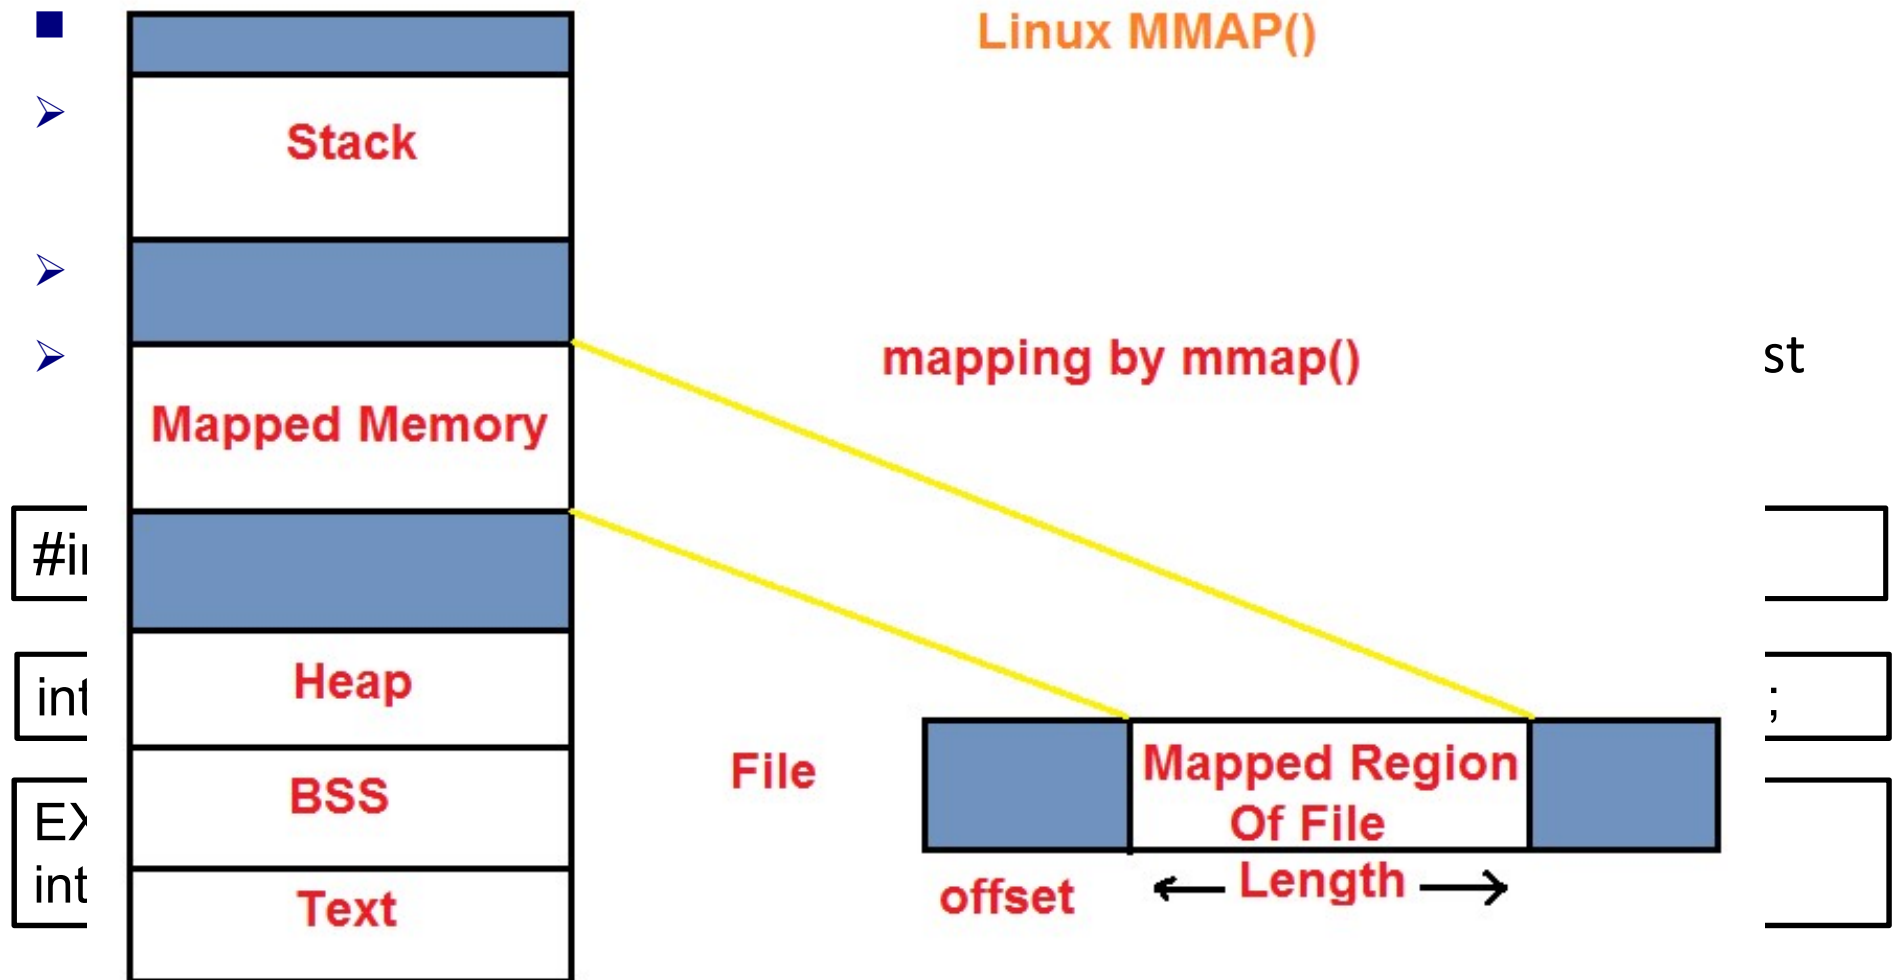 Linux MMAP()
Stack
mapping by mmap()
st
Mapped Memory
Heap
;
BSS
File
Mapped Region
Of File
int
Text
offset
Length